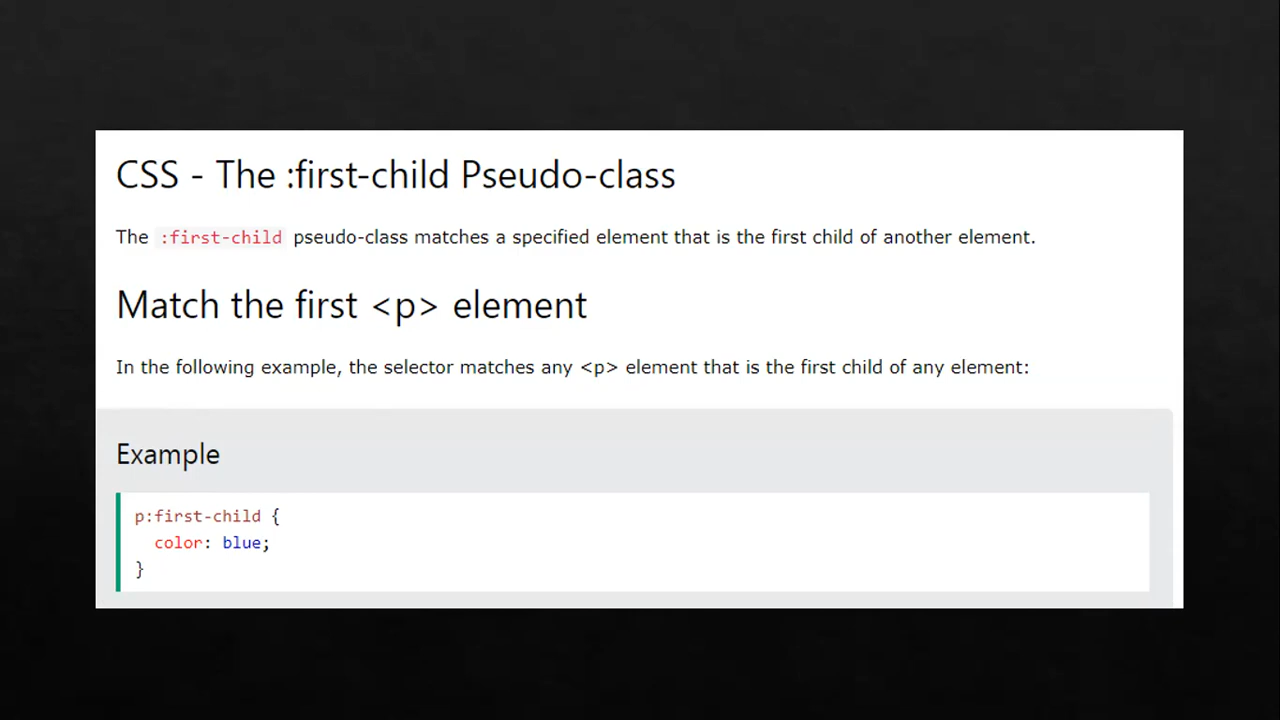 CSS - The :first-child Pseudo-class
The :first-child pseudo-class matches a specified element that is the first child of another element.
Match the first <p> element
In the following example, the selector matches any <p> element that is the first child of any element:
Example
p:first-child {
  color: blue;
}